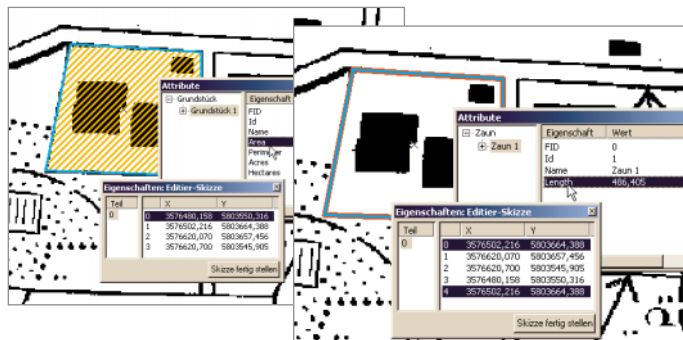 Attribute
Grundstück
Grundstück 1
Eigenschaft
FID
Id
Name
Area
Perimeter
Acres
Hectares
Eigenschaften: Editier-Skizze
Teil X Y
0 0 3576480,158 5803550,316
1 3576502,216 5803664,388
2 3576620,070 5803657,456
3 3576620,700 5803545,905
Skizze fertig stellen
Attribute
Zaun
Zaun 1
Eigenschaft Wert
FID 0
Id 1
Name Zaun 1
Length 486,405
Eigenschaften: Editier-Skizze
Teil X Y
0 0 3576502,216 5803664,388
1 3576620,070 5803657,456
2 3576620,700 5803545,905
3 3576480,158 5803550,316
4 3576502,216 5803664,388
Skizze fertig stellen